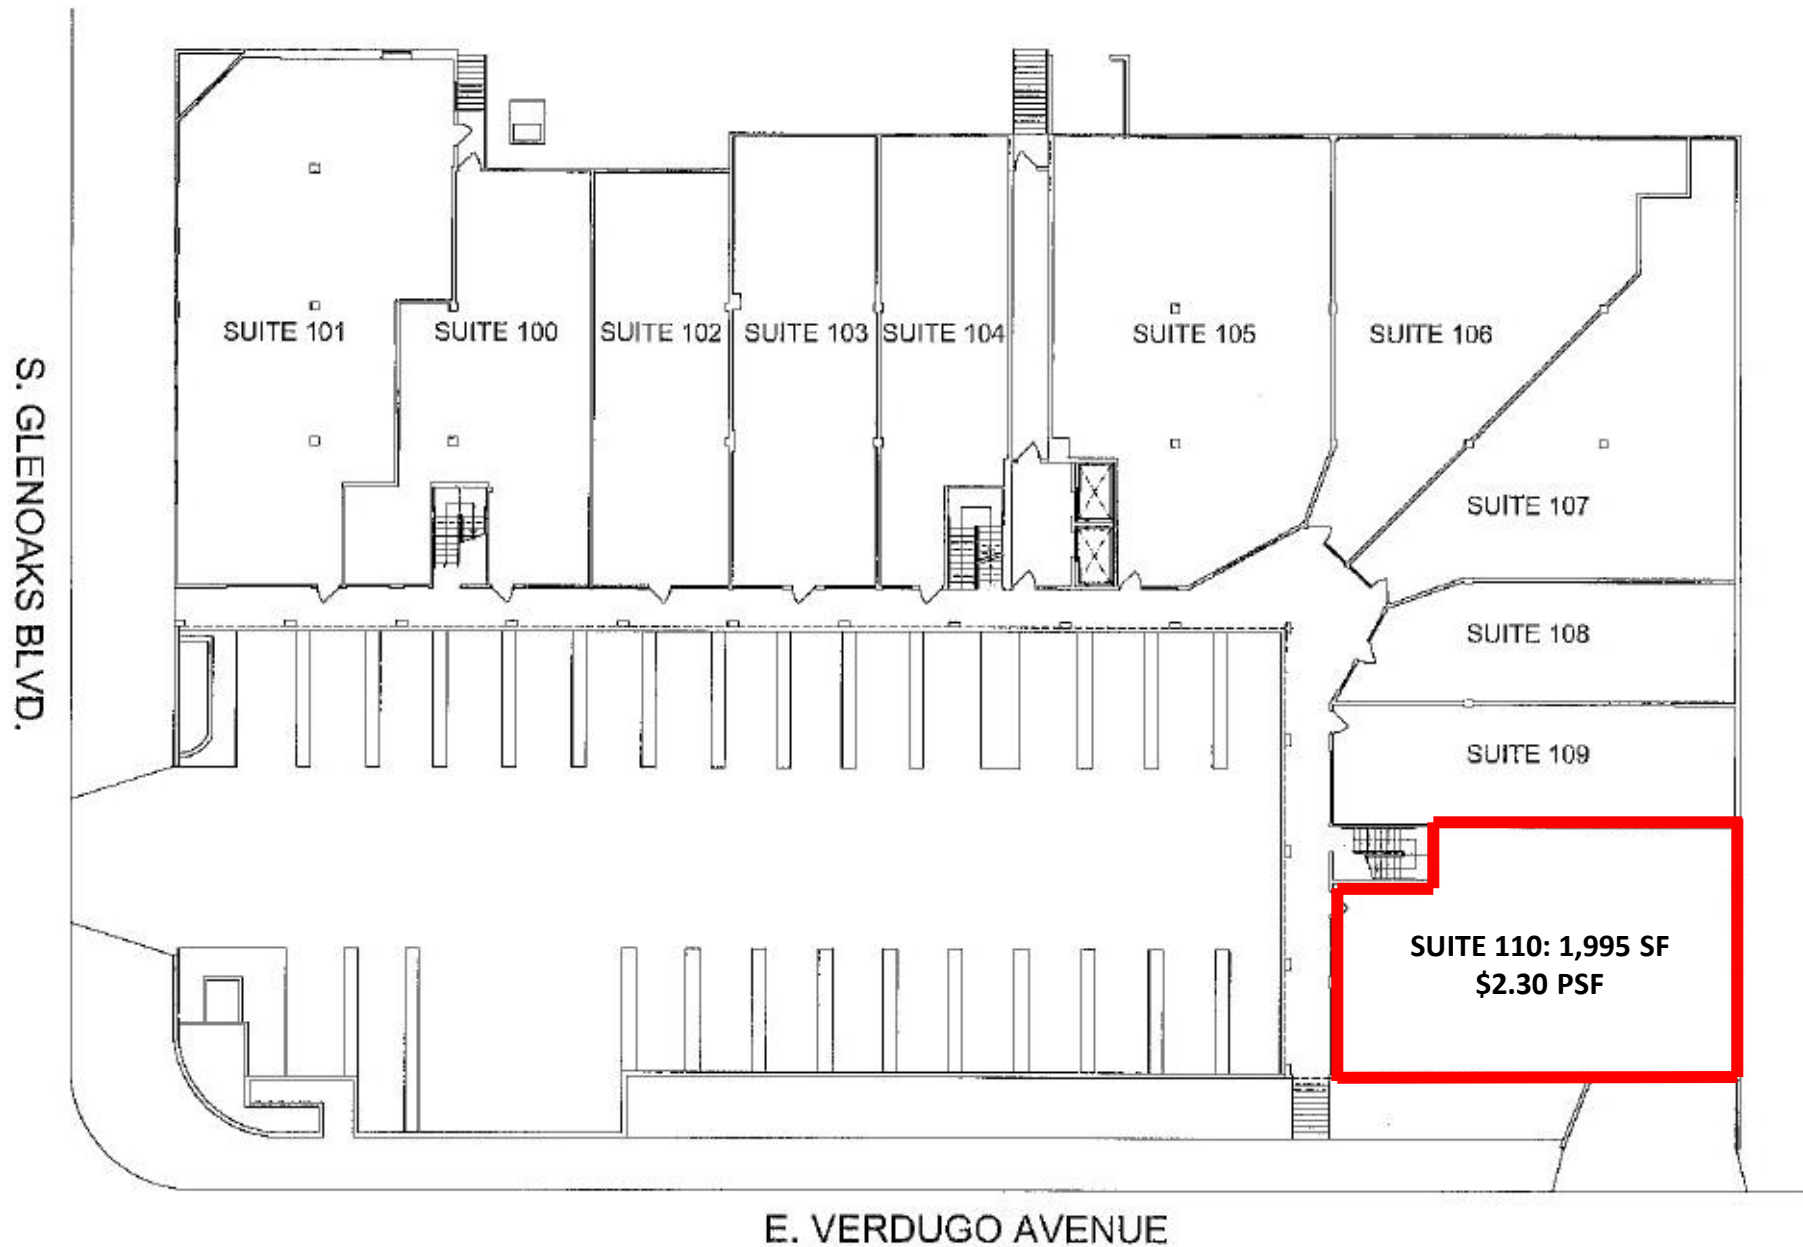 SUITE 101
SUITE 100
SUITE 102
SUITE 103
SUITE 104
SUITE 105
SUITE 106
S. GLENOAKS BLVD.
SUITE 107
SUITE 108
SUITE 109
SUITE 110: 1,995 SF
$2.30 PSF
E. VERDUGO AVENUE